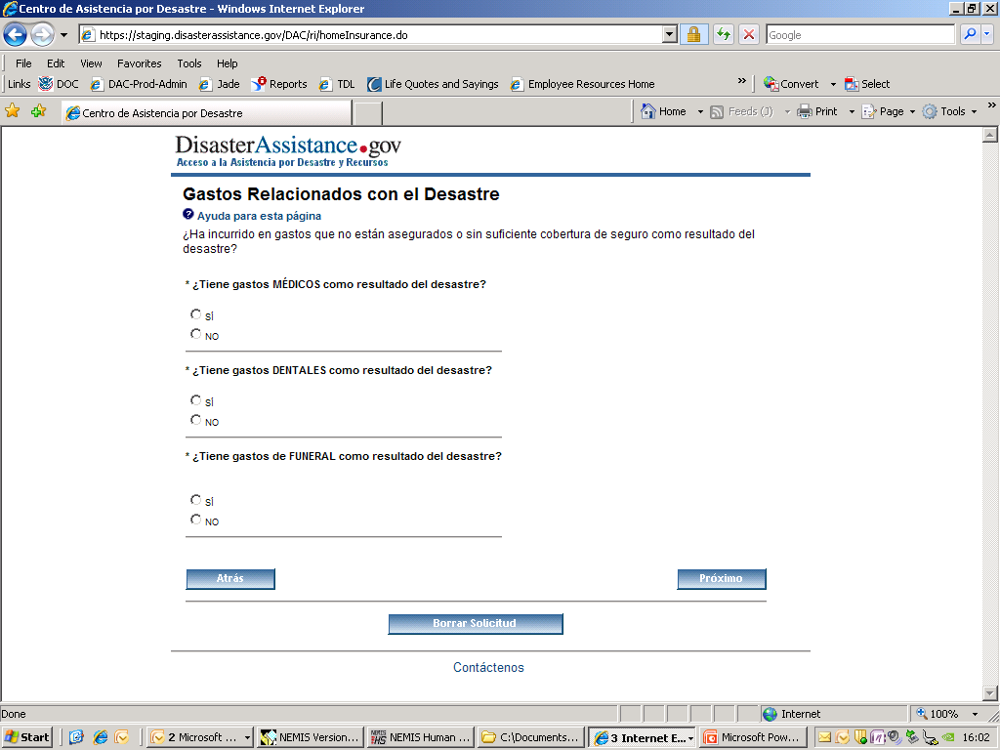 Centro de Asistencia por Desastre - Windows Internet Explorer
https://staging.disasterassistance.gov/DAC/ri/homeInsurance.do
Google
File Edit View Favorites Tools Help
Links DOC DAC-Prod-Admin Jade Reports TDL Life Quotes and Sayings Employee Resources Home » Convert Select
Centro de Asistencia por Desastre
Home Feeds (J) Print Page Tools »
DisasterAssistance.gov
Acceso a la Asistencia por Desastre y Recursos
Gastos Relacionados con el Desastre
? Ayuda para esta página
¿Ha incurrido en gastos que no están asegurados o sin suficiente cobertura de seguro como resultado del
desastre?
* ¿Tiene gastos MÉDICOS como resultado del desastre?
SÍ
NO
* ¿Tiene gastos DENTALES como resultado del desastre?
SÍ
NO
* ¿Tiene gastos de FUNERAL como resultado del desastre?
SÍ
NO
Atrás
Próximo
Borrar Solicitud
Contáctenos
Done
Internet
100%
Start
2 Microsoft ...
NEMIS Version...
NEMIS Human ...
C:\Documents...
3 Internet E...
Microsoft Pow...
16:02